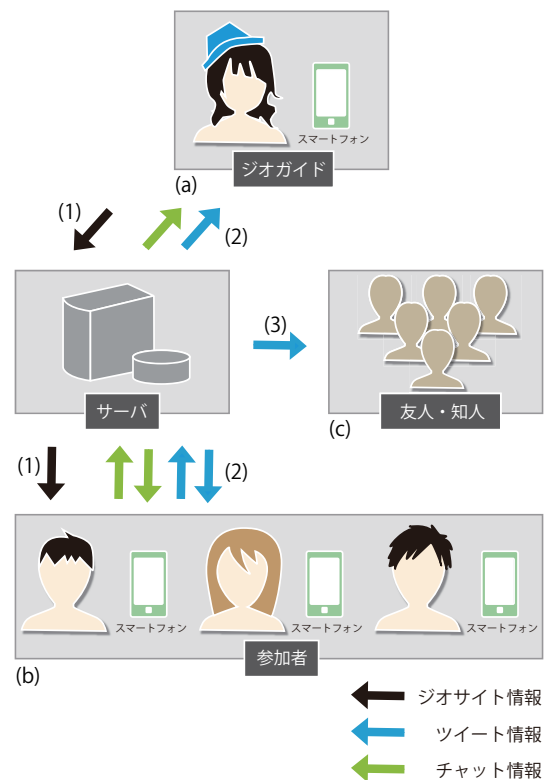 スマートフォン
ジオガイド
(a)
(1)
(2)
(3)
サーバ
友人・知人
(c)
(1)
(2)
スマートフォン
スマートフォン
スマートフォン
参加者
(b)
ジオサイト情報
ツイート情報
チャット情報